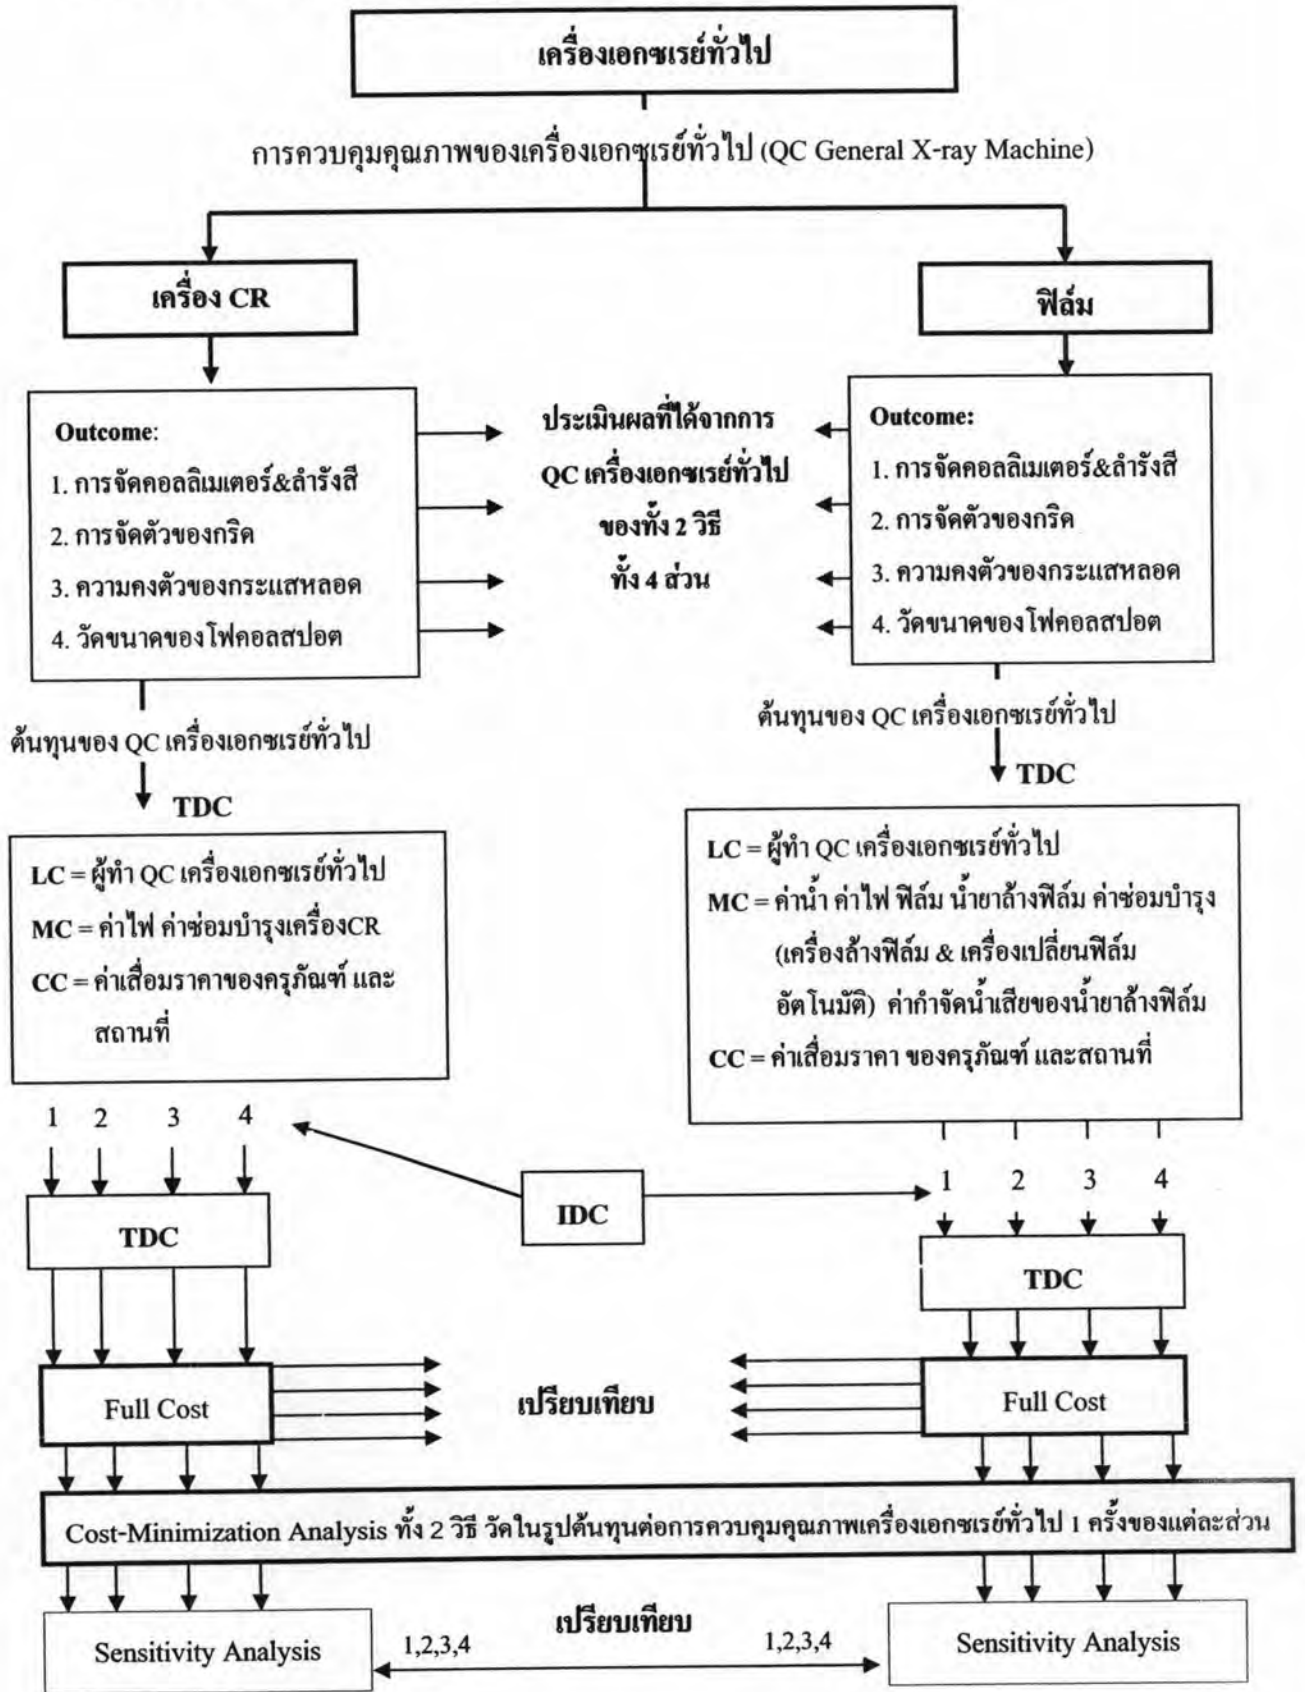 เครื่องเอกซเรย์ทั่วไป
การควบคุมคุณภาพของเครื่องเอกซเรย์ทั่วไป (QC General X-ray Machine)
เครื่อง CR
ฟิล์ม
Outcome:
1. การจัดคอลลิเมเตอร์&ลำรังสี
2. การจัดตัวของกริด
3. ความคงตัวของกระแสหลอด
4. วัดขนาดของโฟคอลสปอต
ประเมินผลที่ได้จากการ
QC เครื่องเอกซเรย์ทั่วไป
ของทั้ง 2 วิธี
ทั้ง 4 ส่วน
Outcome:
1. การจัดคอลลิเมเตอร์&ลำรังสี
2. การจัดตัวของกริด
3. ความคงตัวของกระแสหลอด
4. วัดขนาดของโฟคอลสปอต
ต้นทุนของ QC เครื่องเอกซเรย์ทั่วไป
TDC
ต้นทุนของ QC เครื่องเอกซเรย์ทั่วไป
TDC
LC = ผู้ทำ QC เครื่องเอกซเรย์ทั่วไป
MC = ค่าไฟ ค่าซ่อมบำรุงเครื่องCR
CC = ค่าเสื่อมราคาของครุภัณฑ์ และ
สถานที่
LC = ผู้ทำ QC เครื่องเอกซเรย์ทั่วไป
MC = ค่าน้ำ ค่าไฟ ฟิล์ม น้ำยาล้างฟิล์ม ค่าซ่อมบำรุง
(เครื่องล้างฟิล์ม & เครื่องเปลี่ยนฟิล์ม
อัตโนมัติ) ค่ากำจัดน้ำเสียของน้ำยาล้างฟิล์ม
CC = ค่าเสื่อมราคา ของครุภัณฑ์ และสถานที่
1 2 3 4
IDC
1 2 3 4
TDC
TDC
Full Cost
เปรียบเทียบ
Full Cost
Cost-Minimization Analysis ทั้ง 2 วิธี วัดในรูปต้นทุนต่อการควบคุมคุณภาพเครื่องเอกซเรย์ทั่วไป 1 ครั้งของแต่ละส่วน
Sensitivity Analysis
1,2,3,4
เปรียบเทียบ
1,2,3,4
Sensitivity Analysis